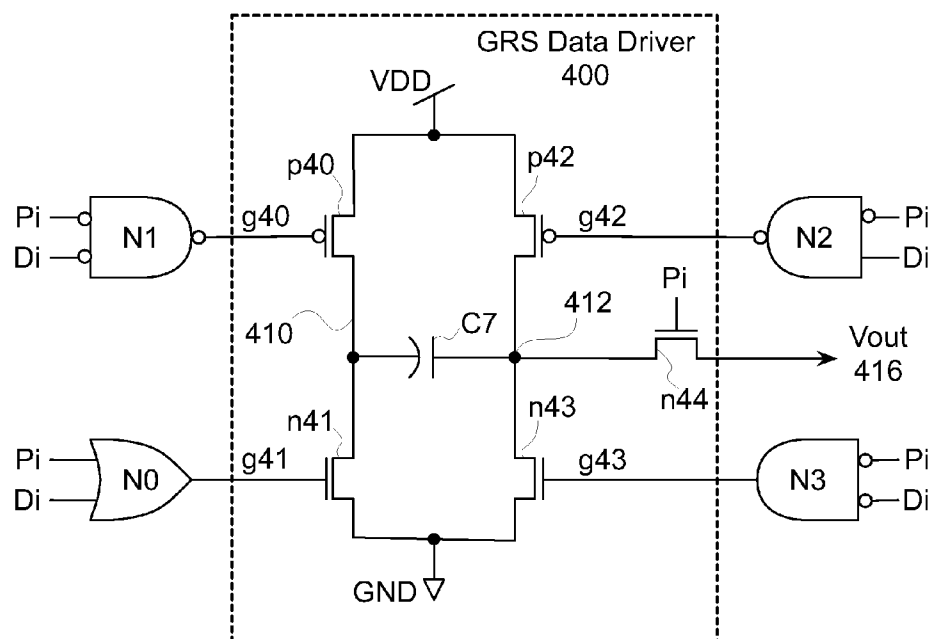 GRS Data Driver
400
VDD
p40
p42
Pi
Di
N1
g40
g42
N2
Pi
Di
Pi
410
C7
412
Vout
416
n44
n41
n43
Pi
Di
N0
g41
g43
N3
Pi
Di
GND